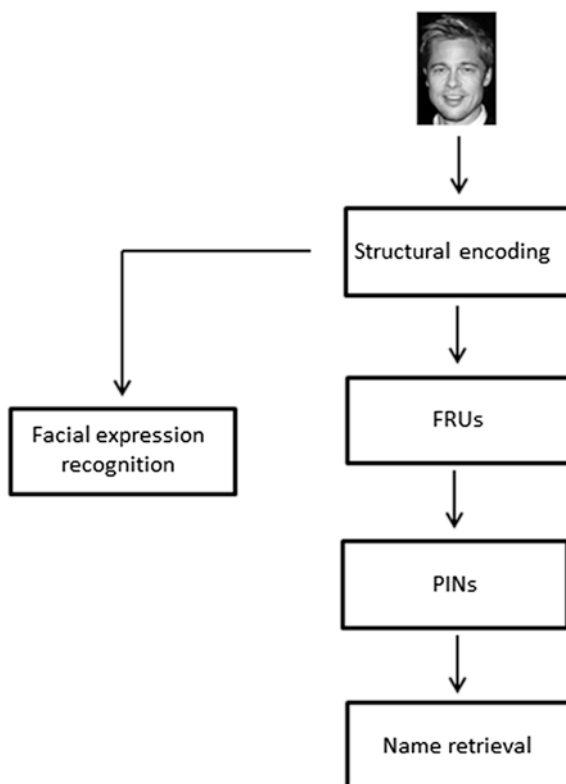 Structural encoding
FRUs
Facial expression
recognition
PINs
Name retrieval